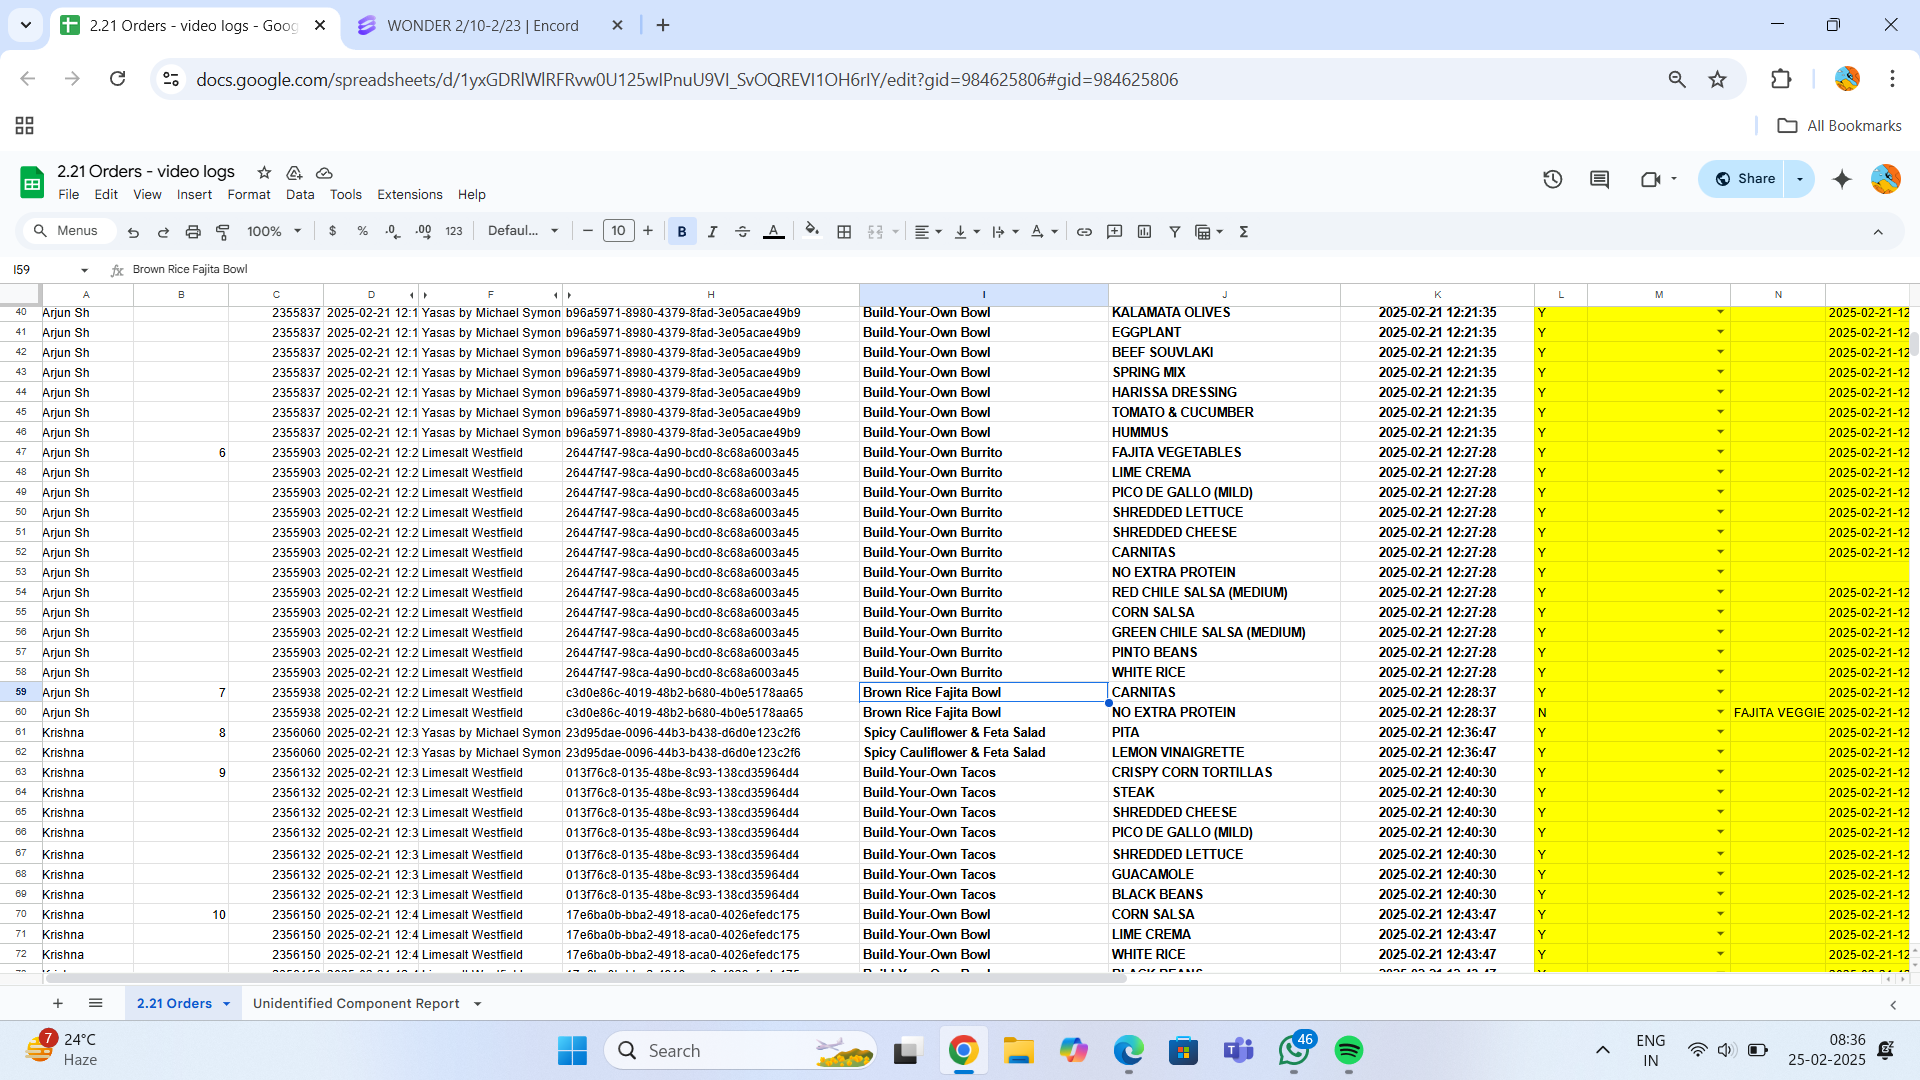 2.21 Orders - video logs - Goog
WONDER 2/10-2/23 | Encord
docs.google.com/spreadsheets/d/1yxGDRlWlRFRvw0U125wlPnuU9VI_SvOQREVI1OH6rlY/edit?gid=984625806#gid=984625806
All Bookmarks
2.21 Orders - video logs
File Edit View Insert Format Data Tools Extensions Help
Share
Menus 100% $ % .0 .00 123 Defaul... 10 B I A
I59 fx Brown Rice Fajita Bowl
A B C D F H I J K L M N
40 Arjun Sh 2355837 2025-02-21 12:1 Yasas by Michael Symon b96a5971-8980-4379-8fad-3e05acae49b9 Build-Your-Own Bowl KALAMATA OLIVES 2025-02-21 12:21:35 Y 2025-02-21-12
41 Arjun Sh 2355837 2025-02-21 12:1 Yasas by Michael Symon b96a5971-8980-4379-8fad-3e05acae49b9 Build-Your-Own Bowl EGGPLANT 2025-02-21 12:21:35 Y 2025-02-21-12
42 Arjun Sh 2355837 2025-02-21 12:1 Yasas by Michael Symon b96a5971-8980-4379-8fad-3e05acae49b9 Build-Your-Own Bowl BEEF SOUVLAKI 2025-02-21 12:21:35 Y 2025-02-21-12
43 Arjun Sh 2355837 2025-02-21 12:1 Yasas by Michael Symon b96a5971-8980-4379-8fad-3e05acae49b9 Build-Your-Own Bowl SPRING MIX 2025-02-21 12:21:35 Y 2025-02-21-12
44 Arjun Sh 2355837 2025-02-21 12:1 Yasas by Michael Symon b96a5971-8980-4379-8fad-3e05acae49b9 Build-Your-Own Bowl HARISSA DRESSING 2025-02-21 12:21:35 Y 2025-02-21-12
45 Arjun Sh 2355837 2025-02-21 12:1 Yasas by Michael Symon b96a5971-8980-4379-8fad-3e05acae49b9 Build-Your-Own Bowl TOMATO & CUCUMBER 2025-02-21 12:21:35 Y 2025-02-21-12
46 Arjun Sh 2355837 2025-02-21 12:1 Yasas by Michael Symon b96a5971-8980-4379-8fad-3e05acae49b9 Build-Your-Own Bowl HUMMUS 2025-02-21 12:21:35 Y 2025-02-21-12
47 Arjun Sh 6 2355903 2025-02-21 12:2 Limesalt Westfield 26447f47-98ca-4a90-bcd0-8c68a6003a45 Build-Your-Own Burrito FAJITA VEGETABLES 2025-02-21 12:27:28 Y 2025-02-21-12
48 Arjun Sh 2355903 2025-02-21 12:2 Limesalt Westfield 26447f47-98ca-4a90-bcd0-8c68a6003a45 Build-Your-Own Burrito LIME CREMA 2025-02-21 12:27:28 Y 2025-02-21-12
49 Arjun Sh 2355903 2025-02-21 12:2 Limesalt Westfield 26447f47-98ca-4a90-bcd0-8c68a6003a45 Build-Your-Own Burrito PICO DE GALLO (MILD) 2025-02-21 12:27:28 Y 2025-02-21-12
50 Arjun Sh 2355903 2025-02-21 12:2 Limesalt Westfield 26447f47-98ca-4a90-bcd0-8c68a6003a45 Build-Your-Own Burrito SHREDDED LETTUCE 2025-02-21 12:27:28 Y 2025-02-21-12
51 Arjun Sh 2355903 2025-02-21 12:2 Limesalt Westfield 26447f47-98ca-4a90-bcd0-8c68a6003a45 Build-Your-Own Burrito SHREDDED CHEESE 2025-02-21 12:27:28 Y 2025-02-21-12
52 Arjun Sh 2355903 2025-02-21 12:2 Limesalt Westfield 26447f47-98ca-4a90-bcd0-8c68a6003a45 Build-Your-Own Burrito CARNITAS 2025-02-21 12:27:28 Y 2025-02-21-12
53 Arjun Sh 2355903 2025-02-21 12:2 Limesalt Westfield 26447f47-98ca-4a90-bcd0-8c68a6003a45 Build-Your-Own Burrito NO EXTRA PROTEIN 2025-02-21 12:27:28 Y
54 Arjun Sh 2355903 2025-02-21 12:2 Limesalt Westfield 26447f47-98ca-4a90-bcd0-8c68a6003a45 Build-Your-Own Burrito RED CHILE SALSA (MEDIUM) 2025-02-21 12:27:28 Y 2025-02-21-12
55 Arjun Sh 2355903 2025-02-21 12:2 Limesalt Westfield 26447f47-98ca-4a90-bcd0-8c68a6003a45 Build-Your-Own Burrito CORN SALSA 2025-02-21 12:27:28 Y 2025-02-21-12
56 Arjun Sh 2355903 2025-02-21 12:2 Limesalt Westfield 26447f47-98ca-4a90-bcd0-8c68a6003a45 Build-Your-Own Burrito GREEN CHILE SALSA (MEDIUM) 2025-02-21 12:27:28 Y 2025-02-21-12
57 Arjun Sh 2355903 2025-02-21 12:2 Limesalt Westfield 26447f47-98ca-4a90-bcd0-8c68a6003a45 Build-Your-Own Burrito PINTO BEANS 2025-02-21 12:27:28 Y 2025-02-21-12
58 Arjun Sh 2355903 2025-02-21 12:2 Limesalt Westfield 26447f47-98ca-4a90-bcd0-8c68a6003a45 Build-Your-Own Burrito WHITE RICE 2025-02-21 12:27:28 Y 2025-02-21-12
59 Arjun Sh 7 2355938 2025-02-21 12:2 Limesalt Westfield c3d0e86c-4019-48b2-b680-4b0e5178aa65 Brown Rice Fajita Bowl CARNITAS 2025-02-21 12:28:37 Y 2025-02-21-12
60 Arjun Sh 2355938 2025-02-21 12:2 Limesalt Westfield c3d0e86c-4019-48b2-b680-4b0e5178aa65 Brown Rice Fajita Bowl NO EXTRA PROTEIN 2025-02-21 12:28:37 N FAJITA VEGGIE 2025-02-21-12
61 Krishna 8 2356060 2025-02-21 12:3 Yasas by Michael Symon 23d95dae-0096-44b3-b438-d6d0e123c2f6 Spicy Cauliflower & Feta Salad PITA 2025-02-21 12:36:47 Y 2025-02-21-12
62 Krishna 2356060 2025-02-21 12:3 Yasas by Michael Symon 23d95dae-0096-44b3-b438-d6d0e123c2f6 Spicy Cauliflower & Feta Salad LEMON VINAIGRETTE 2025-02-21 12:36:47 Y 2025-02-21-12
63 Krishna 9 2356132 2025-02-21 12:3 Limesalt Westfield 013f76c8-0135-48be-8c93-138cd35964d4 Build-Your-Own Tacos CRISPY CORN TORTILLAS 2025-02-21 12:40:30 Y 2025-02-21-12
64 Krishna 2356132 2025-02-21 12:3 Limesalt Westfield 013f76c8-0135-48be-8c93-138cd35964d4 Build-Your-Own Tacos STEAK 2025-02-21 12:40:30 Y 2025-02-21-12
65 Krishna 2356132 2025-02-21 12:3 Limesalt Westfield 013f76c8-0135-48be-8c93-138cd35964d4 Build-Your-Own Tacos SHREDDED CHEESE 2025-02-21 12:40:30 Y 2025-02-21-12
66 Krishna 2356132 2025-02-21 12:3 Limesalt Westfield 013f76c8-0135-48be-8c93-138cd35964d4 Build-Your-Own Tacos PICO DE GALLO (MILD) 2025-02-21 12:40:30 Y 2025-02-21-12
67 Krishna 2356132 2025-02-21 12:3 Limesalt Westfield 013f76c8-0135-48be-8c93-138cd35964d4 Build-Your-Own Tacos SHREDDED LETTUCE 2025-02-21 12:40:30 Y 2025-02-21-12
68 Krishna 2356132 2025-02-21 12:3 Limesalt Westfield 013f76c8-0135-48be-8c93-138cd35964d4 Build-Your-Own Tacos GUACAMOLE 2025-02-21 12:40:30 Y 2025-02-21-12
69 Krishna 2356132 2025-02-21 12:3 Limesalt Westfield 013f76c8-0135-48be-8c93-138cd35964d4 Build-Your-Own Tacos BLACK BEANS 2025-02-21 12:40:30 Y 2025-02-21-12
70 Krishna 10 2356150 2025-02-21 12:4 Limesalt Westfield 17e6ba0b-bba2-4918-aca0-4026efedc175 Build-Your-Own Bowl CORN SALSA 2025-02-21 12:43:47 Y 2025-02-21-12
71 Krishna 2356150 2025-02-21 12:4 Limesalt Westfield 17e6ba0b-bba2-4918-aca0-4026efedc175 Build-Your-Own Bowl LIME CREMA 2025-02-21 12:43:47 Y 2025-02-21-12
72 Krishna 2356150 2025-02-21 12:4 Limesalt Westfield 17e6ba0b-bba2-4918-aca0-4026efedc175 Build-Your-Own Bowl WHITE RICE 2025-02-21 12:43:47 Y 2025-02-21-12
2.21 Orders Unidentified Component Report
7 24°C
Haze
Search
46
ENG
IN
08:36
25-02-2025